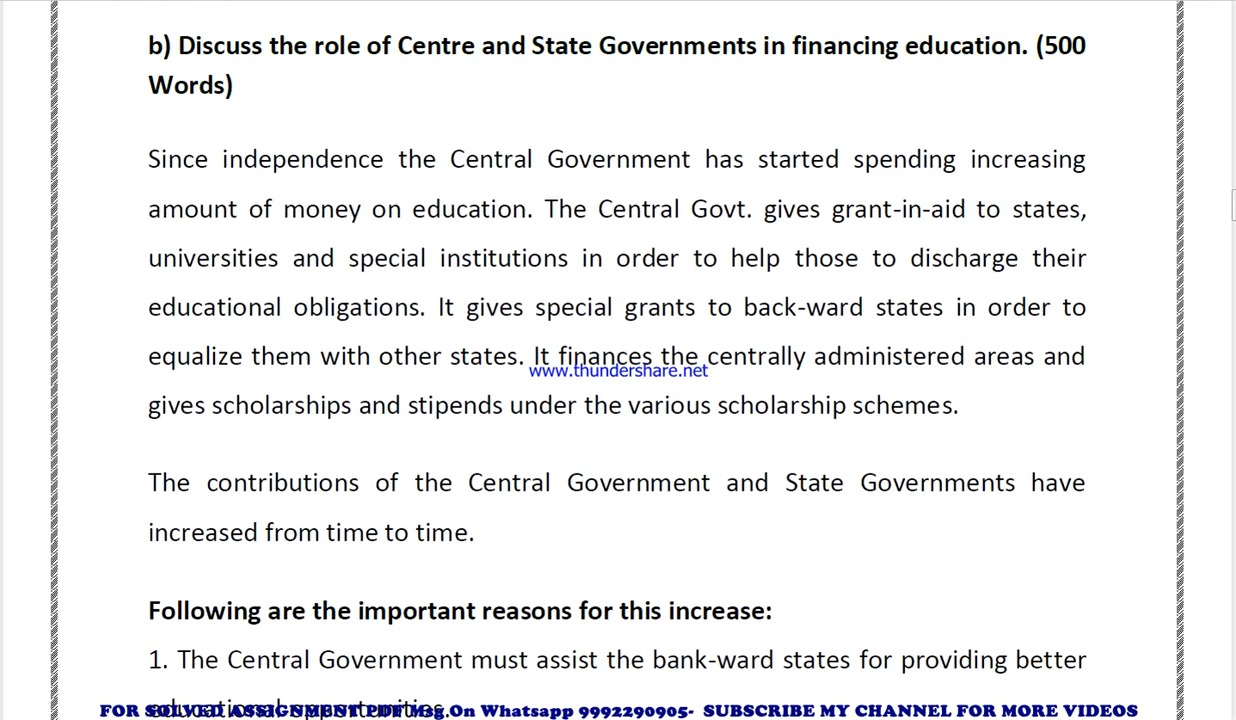 b) Discuss the role of Centre and State Governments in financing education. (500
Words)
Since independence the Central Government has started spending increasing
amount of money on education. The Central Govt. gives grant-in-aid to states,
universities and special institutions in order to help those to discharge their
educational obligations. It gives special grants to back-ward states in order to
equalize them with other states. It finances the centrally administered areas and
www.thundershare.net
gives scholarships and stipends under the various scholarship schemes.
The contributions of the Central Government and State Governments have
increased from time to time.
Following are the important reasons for this increase:
1. The Central Government must assist the bank-ward states for providing better
educational opportunities.
FOR SOLVED ASSIGNMENT PDF Msg.On Whatsapp 9992290905- SUBSCRIBE MY CHANNEL FOR MORE VIDEOS